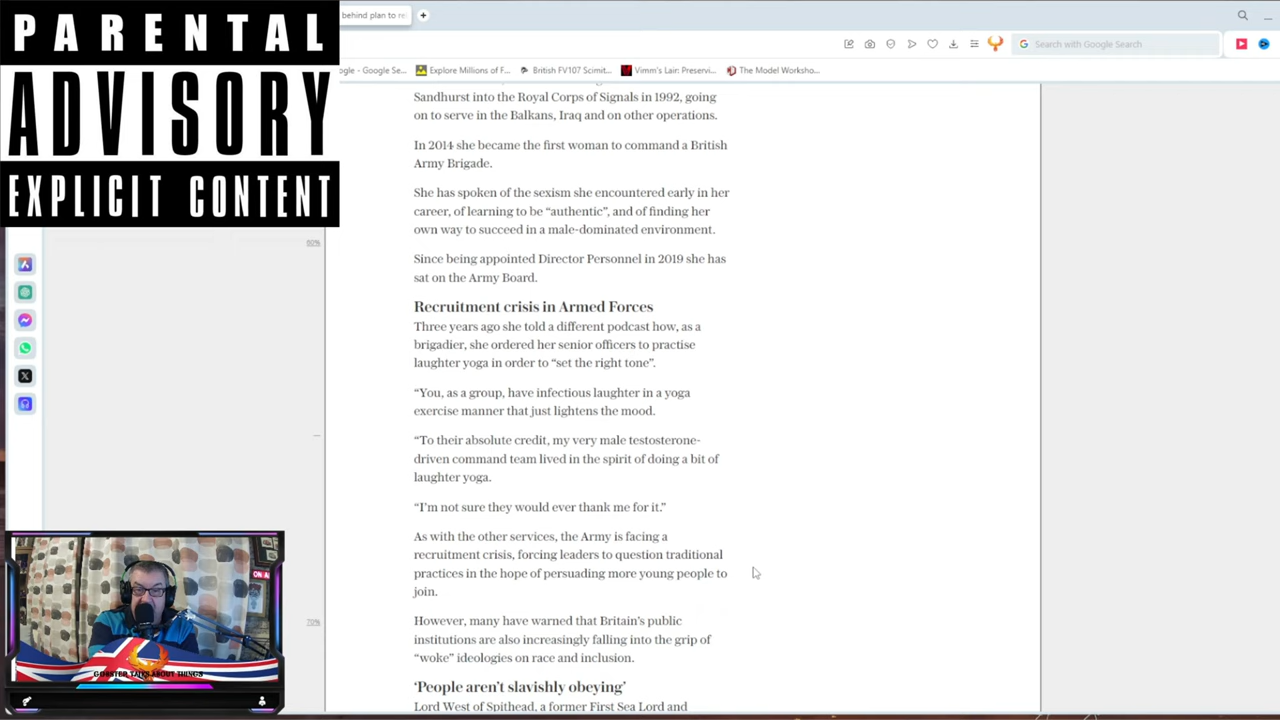 PARENTAL
ADVISORY
EXPLICIT CONTENT
behind plan to re
Search with Google Search
ogle - Google Se...
Explore Millions of F...
British FV107 Scimit...
Vimm's Lair: Preservi...
The Model Worksho...
Sandhurst into the Royal Corps of Signals in 1992, going
on to serve in the Balkans, Iraq and on other operations.
In 2014 she became the first woman to command a British
Army Brigade.
She has spoken of the sexism she encountered early in her
career, of learning to be “authentic”, and of finding her
own way to succeed in a male-dominated environment.
Since being appointed Director Personnel in 2019 she has
sat on the Army Board.
Recruitment crisis in Armed Forces
Three years ago she told a different podcast how, as a
brigadier, she ordered her senior officers to practise
laughter yoga in order to “set the right tone”.
“You, as a group, have infectious laughter in a yoga
exercise manner that just lightens the mood.
“To their absolute credit, my very male testosterone-
driven command team lived in the spirit of doing a bit of
laughter yoga.
“I’m not sure they would ever thank me for it.”
As with the other services, the Army is facing a
recruitment crisis, forcing leaders to question traditional
practices in the hope of persuading more young people to
join.
However, many have warned that Britain’s public
institutions are also increasingly falling into the grip of
“woke” ideologies on race and inclusion.
‘People aren’t slavishly obeying’
Lord West of Spithead, a former First Sea Lord and
80%
70%
ON A
TALKS ABOUT THINGS